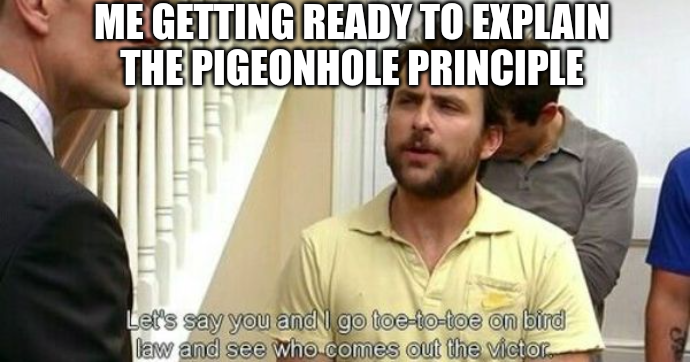 ME GETTING READY TO EXPLAIN
THE PIGEONHOLE PRINCIPLE
Let's say you and I go toe-to-toe on bird
law and see who comes out the victor.